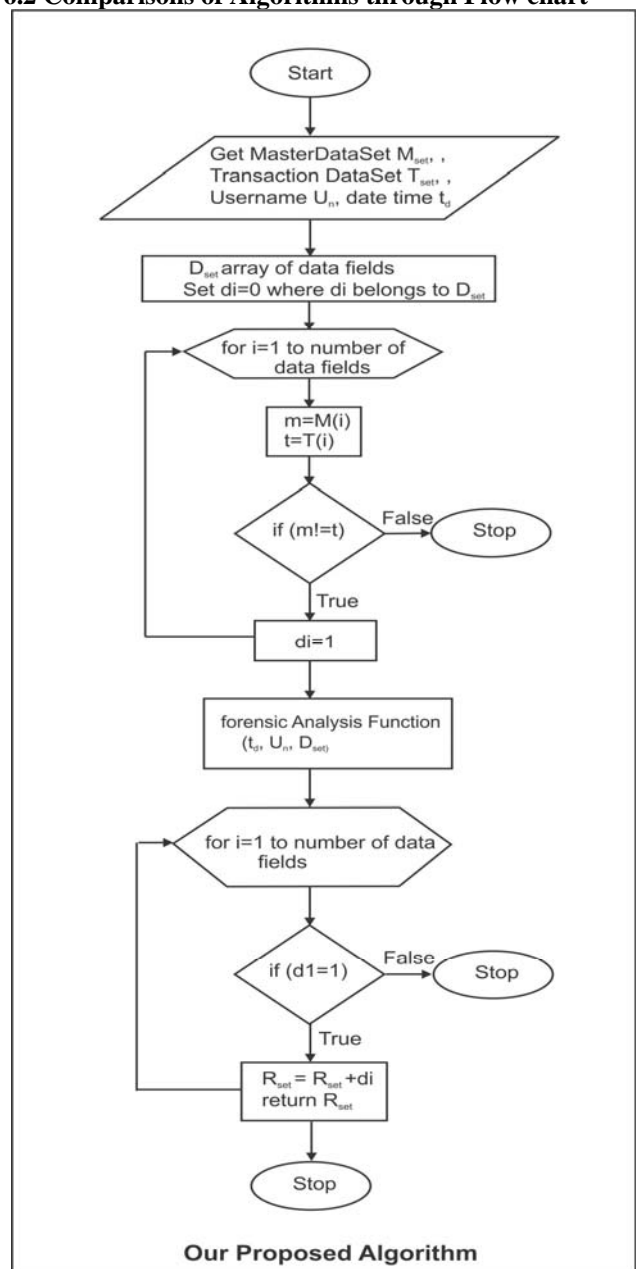 6.2 Comparisons of Algorithms through Flow chart
Start
Get MasterDataSet Mset, ,
Transaction DataSet Tset, ,
Username Un, date time td
Dset array of data fields
Set di=0 where di belongs to Dset
for i=1 to number of
data fields
m=M(i)
t=T(i)
if (m!=t)
False
Stop
True
di=1
forensic Analysis Function
(td, Un, Dset)
for i=1 to number of data
fields
if (d1=1)
False
Stop
True
Rset = Rset +di
return Rset
Stop
Our Proposed Algorithm